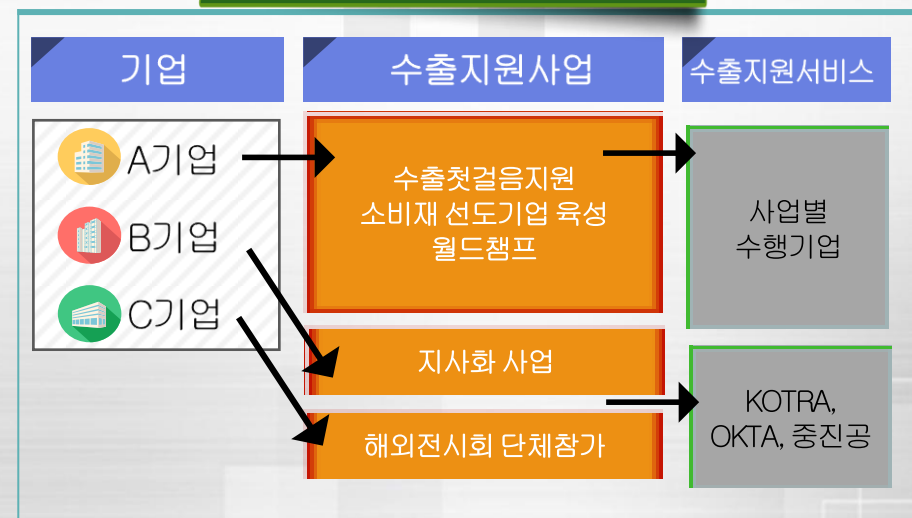 기업
수출지원사업
수출지원서비스
A기업
B기업
C기업
수출첫걸음지원
소비재 선도기업 육성
월드챔프
지사화 사업
해외전시회 단체참가
사업별
수행기업
KOTRA,
OKTA, 중진공